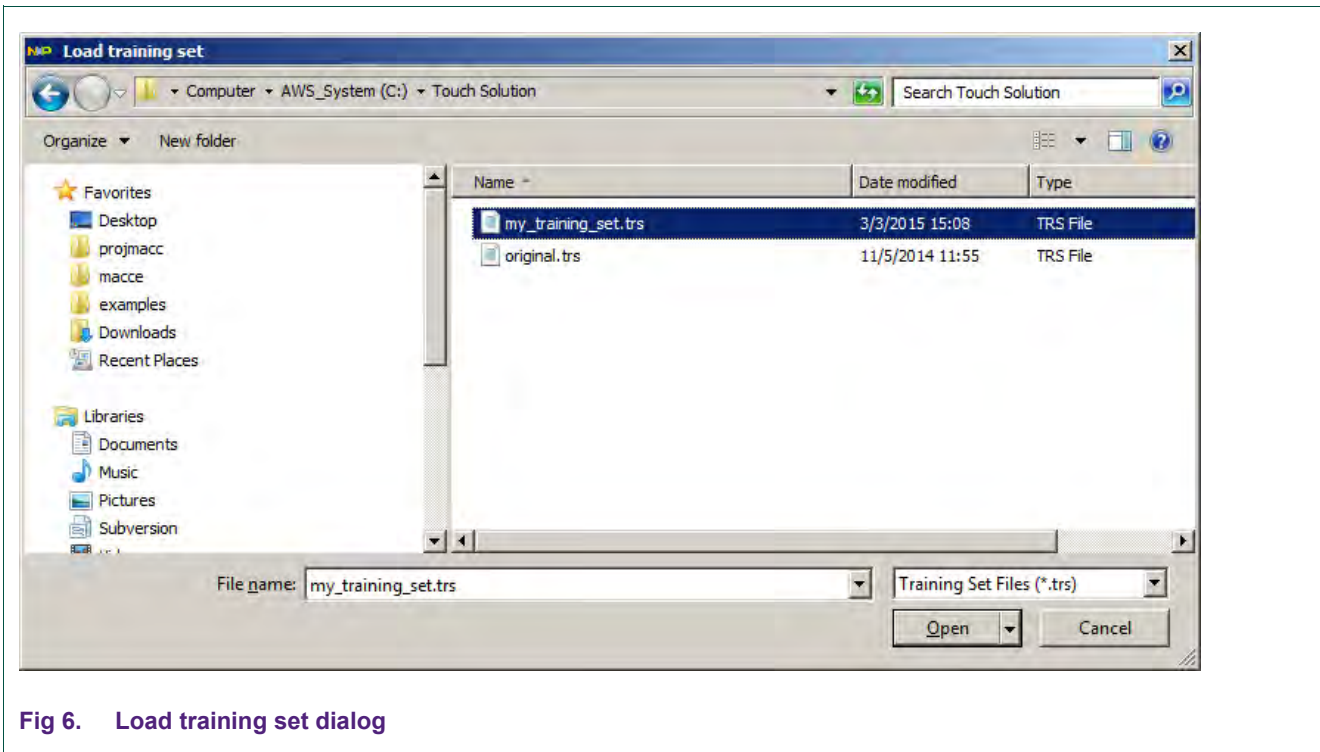 NXP Load training set
Computer AWS_System (C:) Touch Solution Search Touch Solution
Organize New folder
Name Date modified Type
Favorites
Desktop
projmacc
macce
examples
Downloads
Recent Places
Libraries
Documents
Music
Pictures
Subversion
my_training_set.trs 3/3/2015 15:08 TRS File
original.trs 11/5/2014 11:55 TRS File
File name: my_training_set.trs Training Set Files (*.trs)
Open Cancel
Fig 6. Load training set dialog